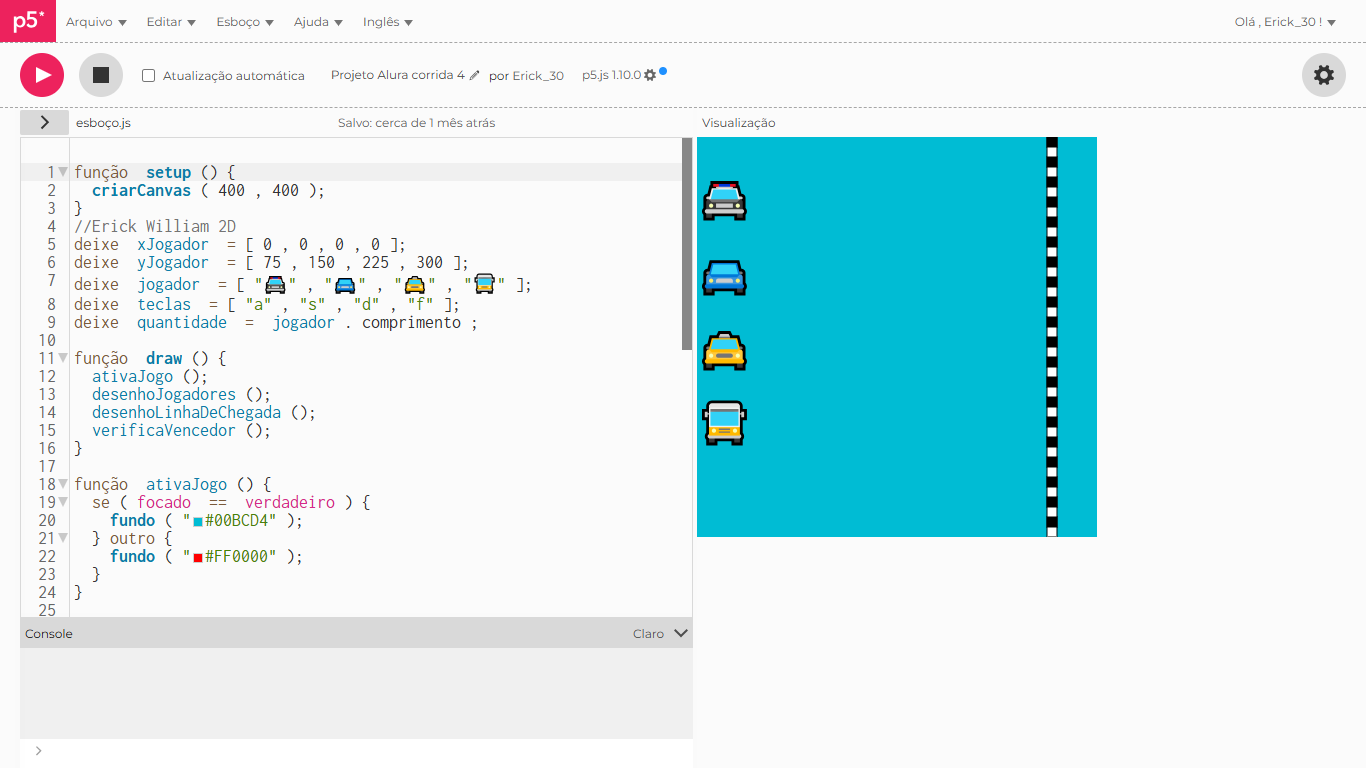 p5* Arquivo Editar Esboço Ajuda Inglês Olá , Erick_30 !
Atualização automática Projeto Alura corrida 4 por Erick_30 p5.js 1.10.0
esboço.js Salvo: cerca de 1 mês atrás Visualização
1 função setup () {
2 criarCanvas ( 400 , 400 );
3 }
4 //Erick William 2D
5 deixe xJogador = [ 0 , 0 , 0 , 0 ];
6 deixe yJogador = [ 75 , 150 , 225 , 300 ];
7 deixe jogador = [ "🚔" , "🚘" , "🚖" , "🚍" ];
8 deixe teclas = [ "a" , "s" , "d" , "f" ];
9 deixe quantidade = jogador . comprimento ;
10
11 função draw () {
12 ativaJogo ();
13 desenhoJogadores ();
14 desenhoLinhaDeChegada ();
15 verificaVencedor ();
16 }
17
18 função ativaJogo () {
19 se ( focado == verdadeiro ) {
20 fundo ( "#00BCD4" );
21 } outro {
22 fundo ( "#FF0000" );
23 }
24 }
25
Console Claro
>